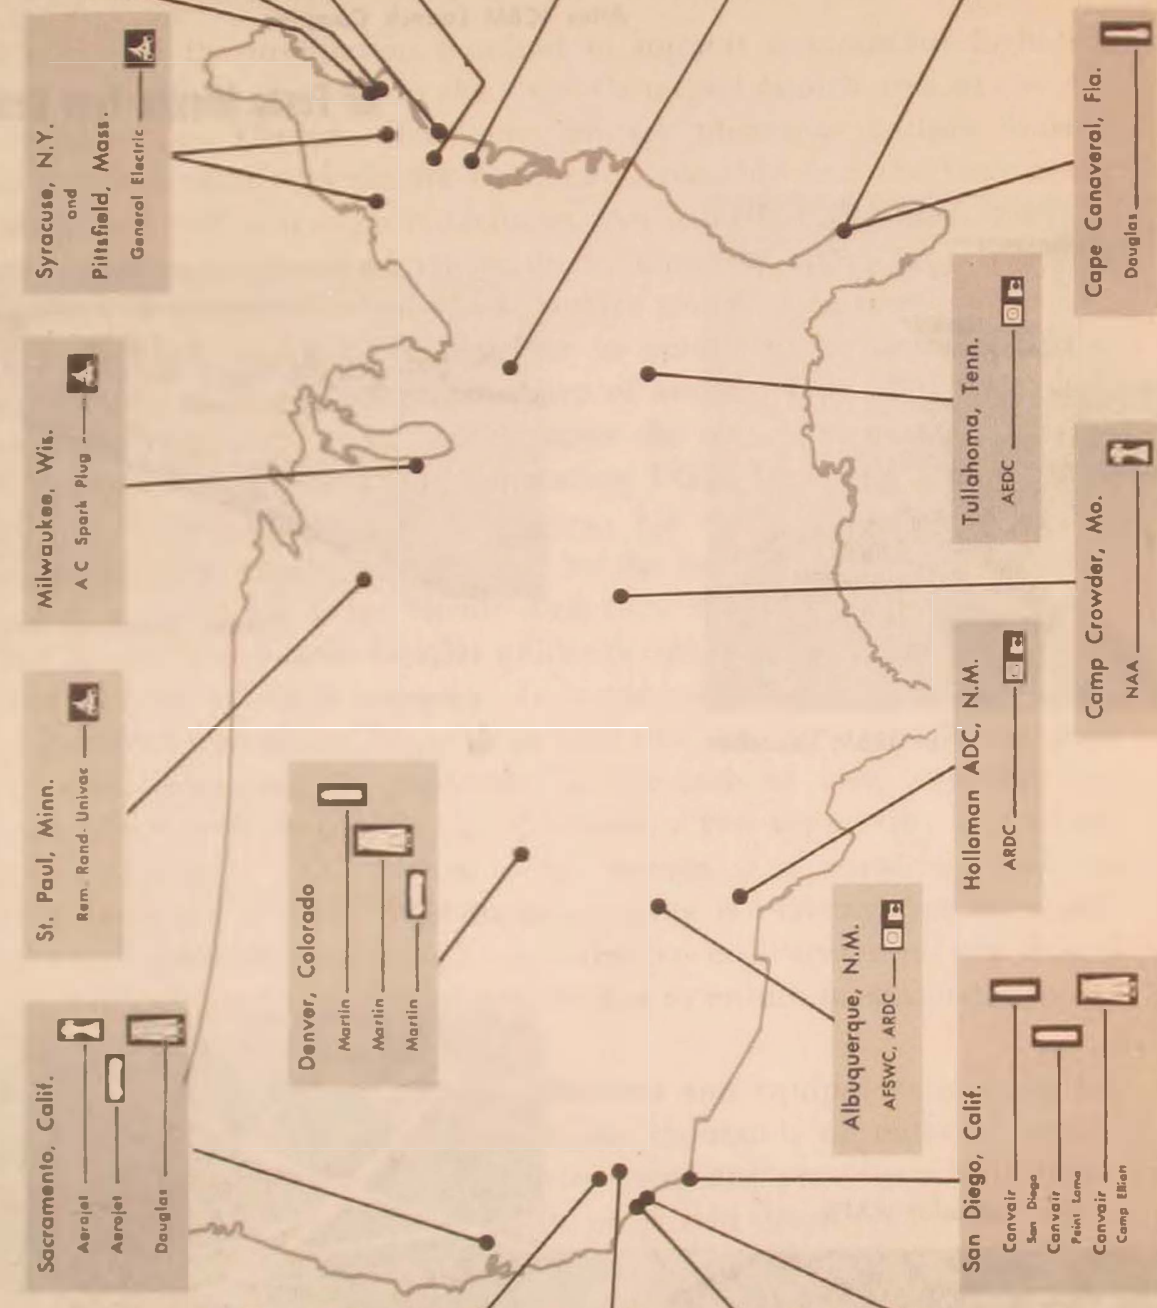 Sacramento, Calif.
Aerojet
Aerojet
Douglas
St. Paul, Minn.
Rem. Rand-Univac
Milwaukee, Wis.
A C Spark Plug
Syracuse, N.Y.
and
Pittsfield, Mass.
General Electric
Denver, Colorado
Martin
Martin
Martin
Albuquerque, N.M.
AFSWC, ARDC
San Diego, Calif.
Convair
San Diego
Convair
Point Loma
Convair
Camp Elliott
Holloman ADC, N.M.
ARDC
Tullahoma, Tenn.
AEDC
Camp Crowder, Mo.
NAA
Cape Canaveral, Fla.
Douglas